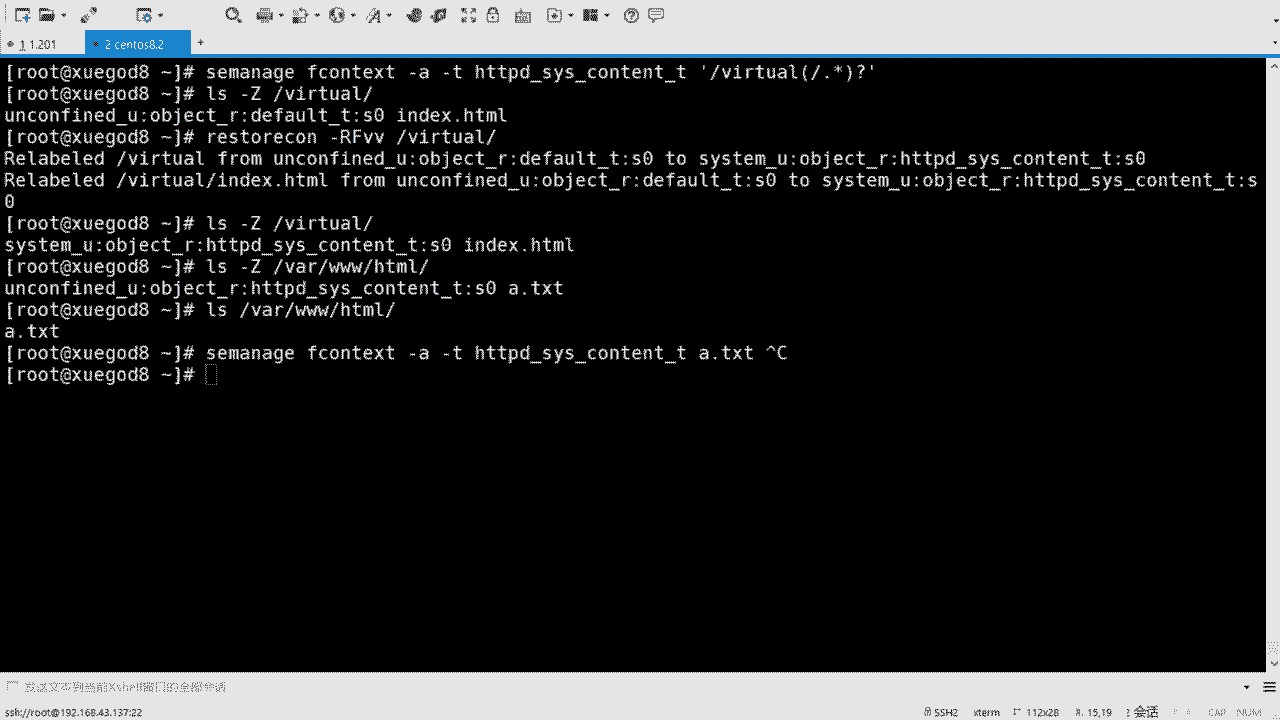 1 1.201
2 centos8.2
+
[root@xuegod8 ~]# semanage fcontext -a -t httpd_sys_content_t '/virtual(/.*)?'
[root@xuegod8 ~]# ls -Z /virtual/
unconfined_u:object_r:default_t:s0 index.html
[root@xuegod8 ~]# restorecon -RFvv /virtual/
Relabeled /virtual from unconfined_u:object_r:default_t:s0 to system_u:object_r:httpd_sys_content_t:s0
Relabeled /virtual/index.html from unconfined_u:object_r:default_t:s0 to system_u:object_r:httpd_sys_content_t:s
0
[root@xuegod8 ~]# ls -Z /virtual/
system_u:object_r:httpd_sys_content_t:s0 index.html
[root@xuegod8 ~]# ls -Z /var/www/html/
unconfined_u:object_r:httpd_sys_content_t:s0 a.txt
[root@xuegod8 ~]# ls /var/www/html/
a.txt
[root@xuegod8 ~]# semanage fcontext -a -t httpd_sys_content_t a.txt ^C
[root@xuegod8 ~]#
发送文本到当前Xshell窗口的全部会话
ssh://root@192.168.43.137:22 SSH2 xterm 112x28 15,19 2 会话 CAP NUM